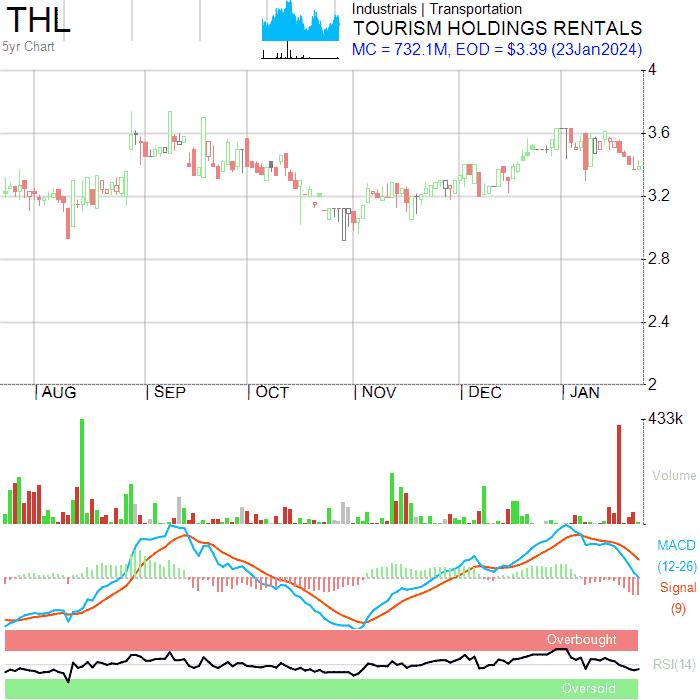 THL
5yr Chart
Industrials | Transportation
TOURISM HOLDINGS RENTALS
MC = 732.1M, EOD = $3.39 (23Jan2024)
4
3.6
3.2
2.8
2.4
2
AUG SEP OCT NOV DEC JAN
433k
Volume
MACD
(12-26)
Signal
(9)
Overbought
RSI(14)
Oversold